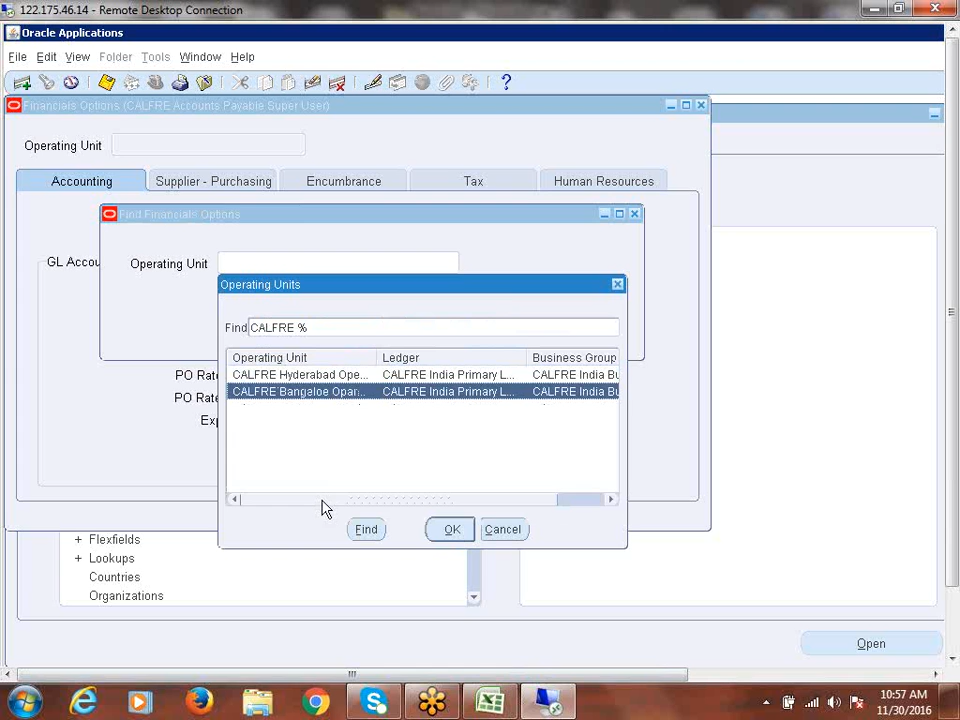 122.175.46.14 - Remote Desktop Connection
Oracle Applications
File Edit View Folder Tools Window Help
Financials Options (CALFRE Accounts Payable Super User)
Operating Unit
Accounting Supplier - Purchasing Encumbrance Tax Human Resources
Find Financials Options
GL Accou Operating Unit
Operating Units
Find CALFRE %
Operating Unit Ledger Business Group
CALFRE Hyderabad Ope... CALFRE India Primary L... CALFRE India Bu
PO Rate
CALFRE Bangaloe Opar... CALFRE India Primary L... CALFRE India Bu
PO Rate
Exp
Find OK Cancel
+ Flexfields
+ Lookups
Countries
Organizations
Open
10:57 AM
11/30/2016